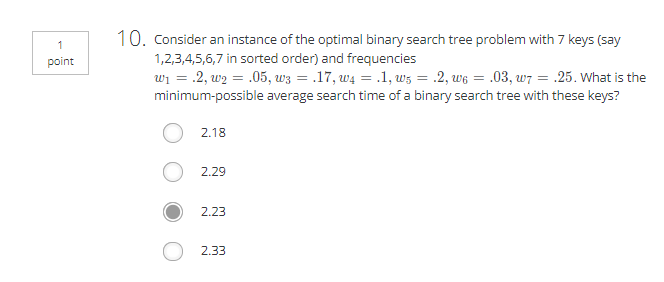 1
point
10. Consider an instance of the optimal binary search tree problem with 7 keys (say
1,2,3,4,5,6,7 in sorted order) and frequencies
w₁ = .2, w₂ = .05, w₃ = .17, w₄ = .1, w₅ = .2, w₆ = .03, w₇ = .25. What is the
minimum-possible average search time of a binary search tree with these keys?
2.18
2.29
2.23
2.33